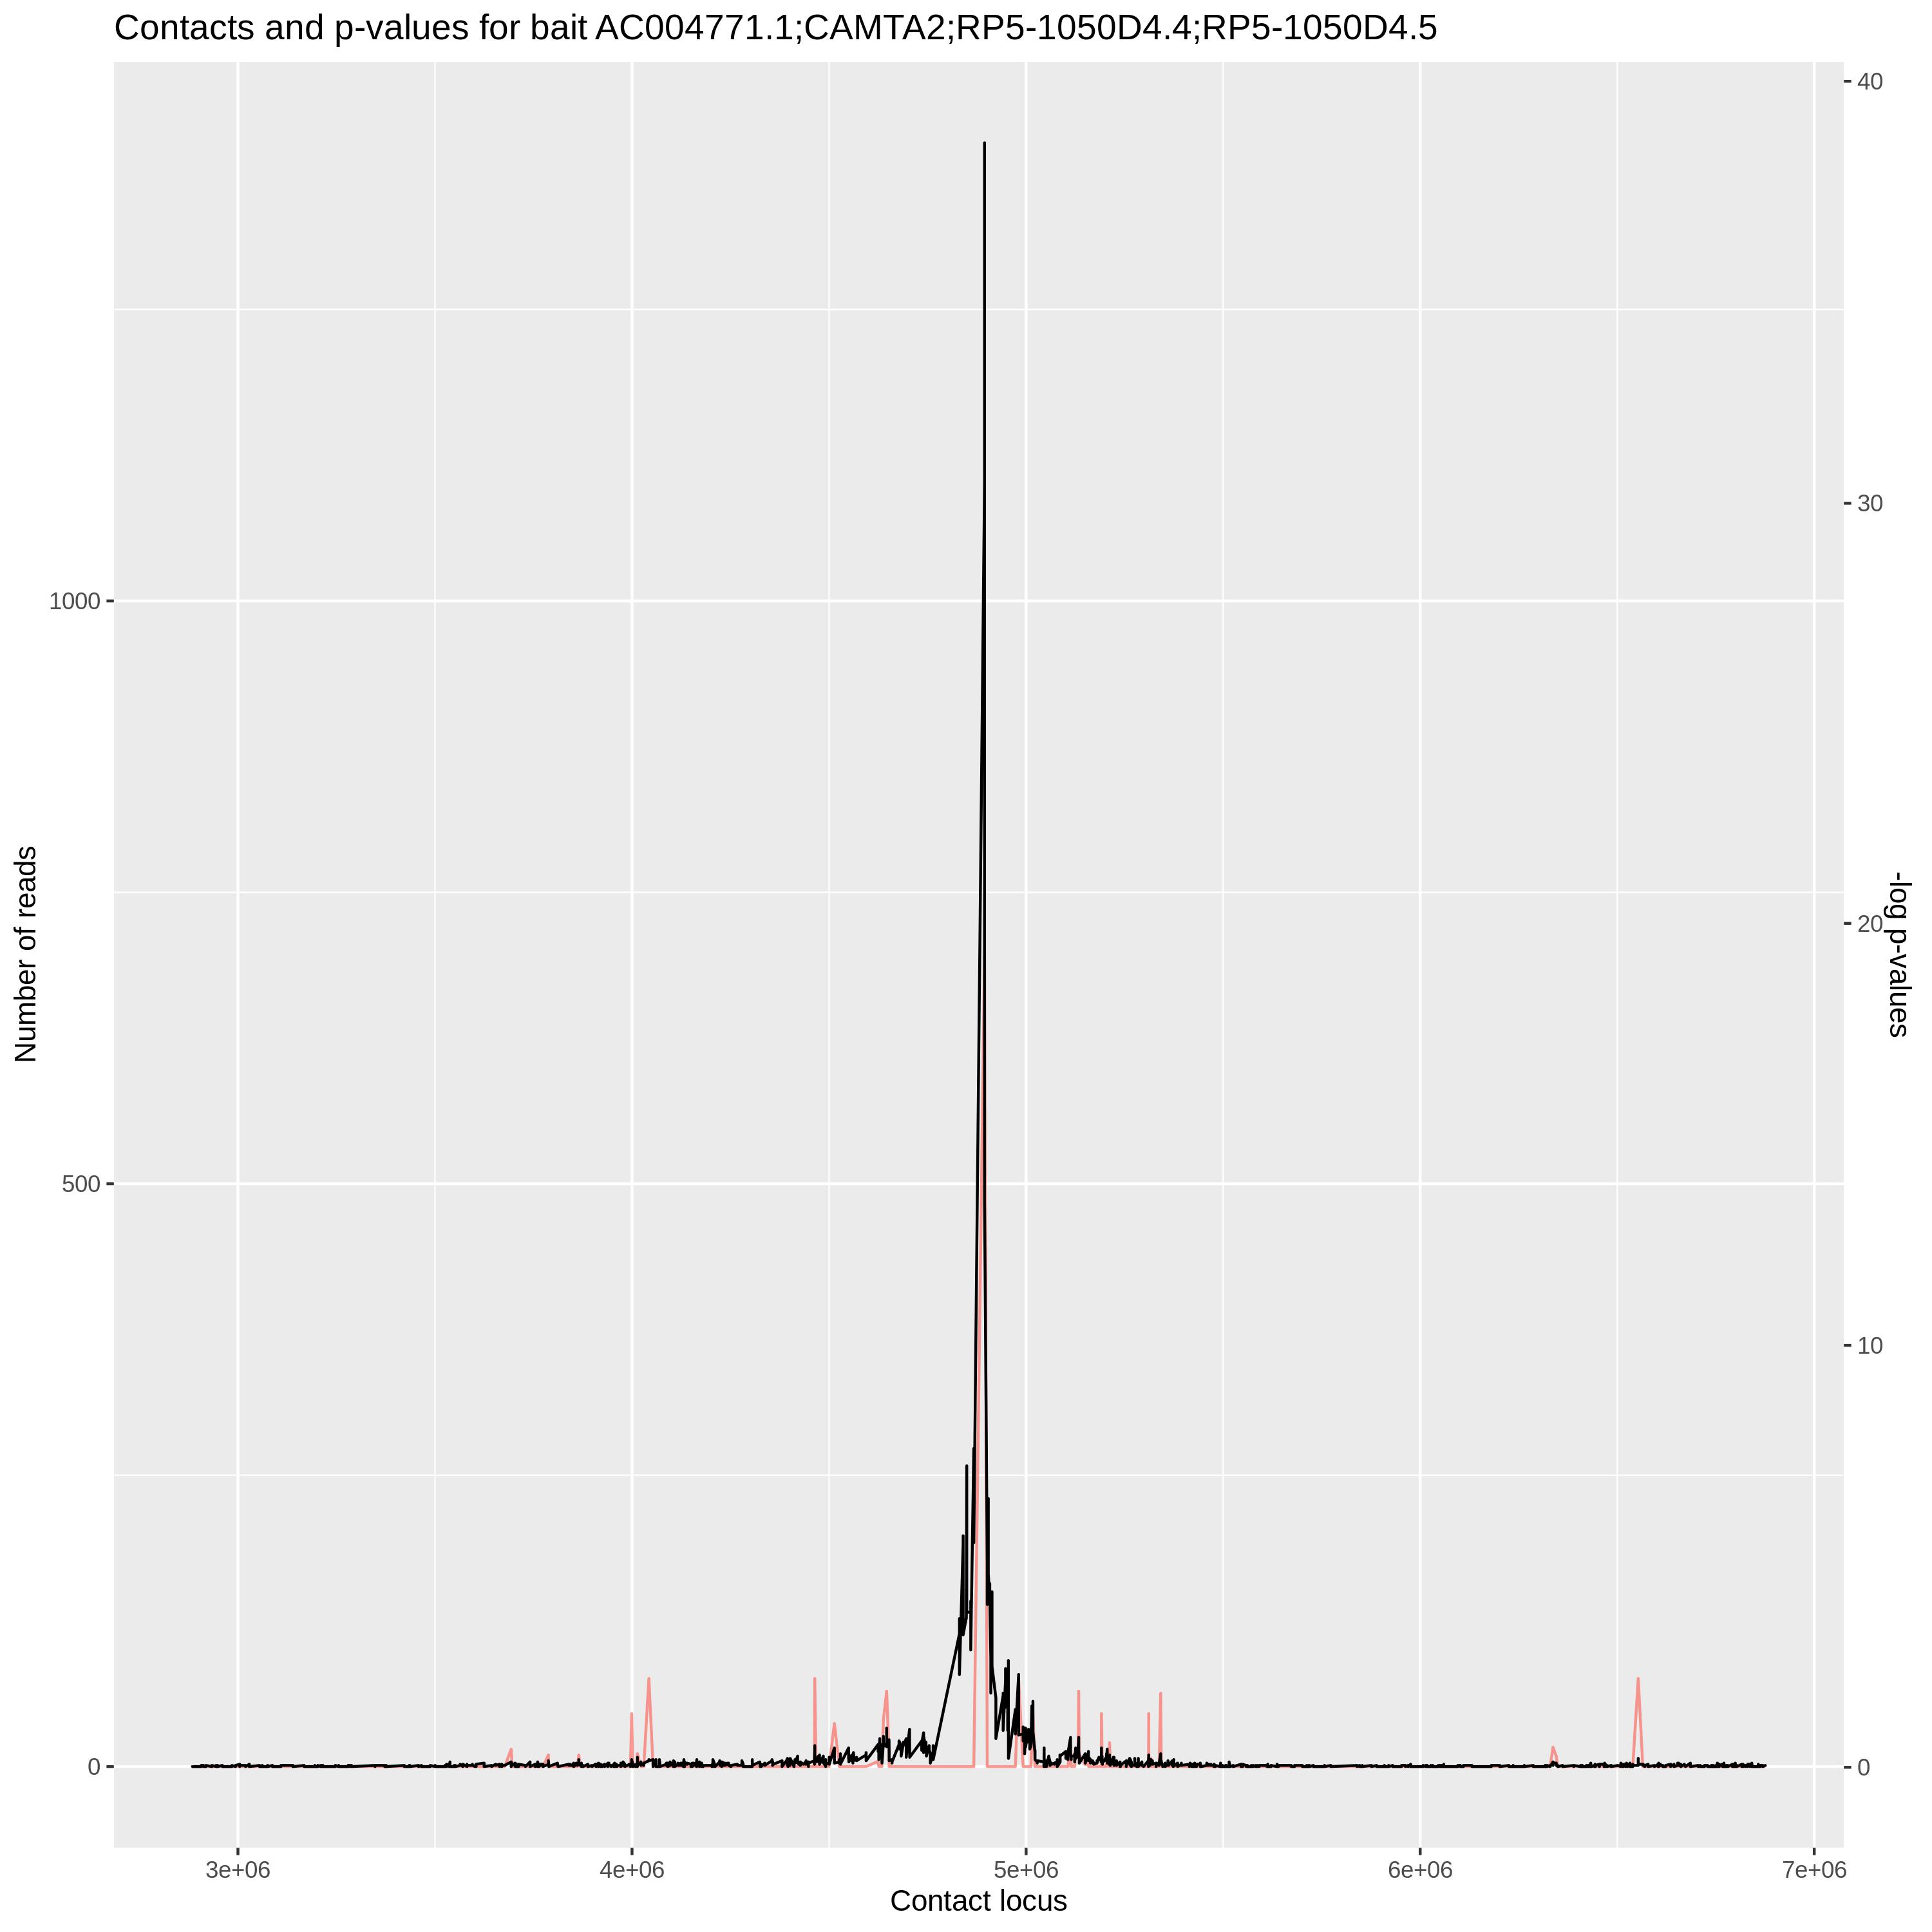 Contacts and p-values for bait AC004771.1;CAMTA2;RP5-1050D4.4;RP5-1050D4.5
40
30
1000
20
Number of reads
-log p-values
10
500
0
0
3e+06
4e+06
5e+06
6e+06
7e+06
Contact locus